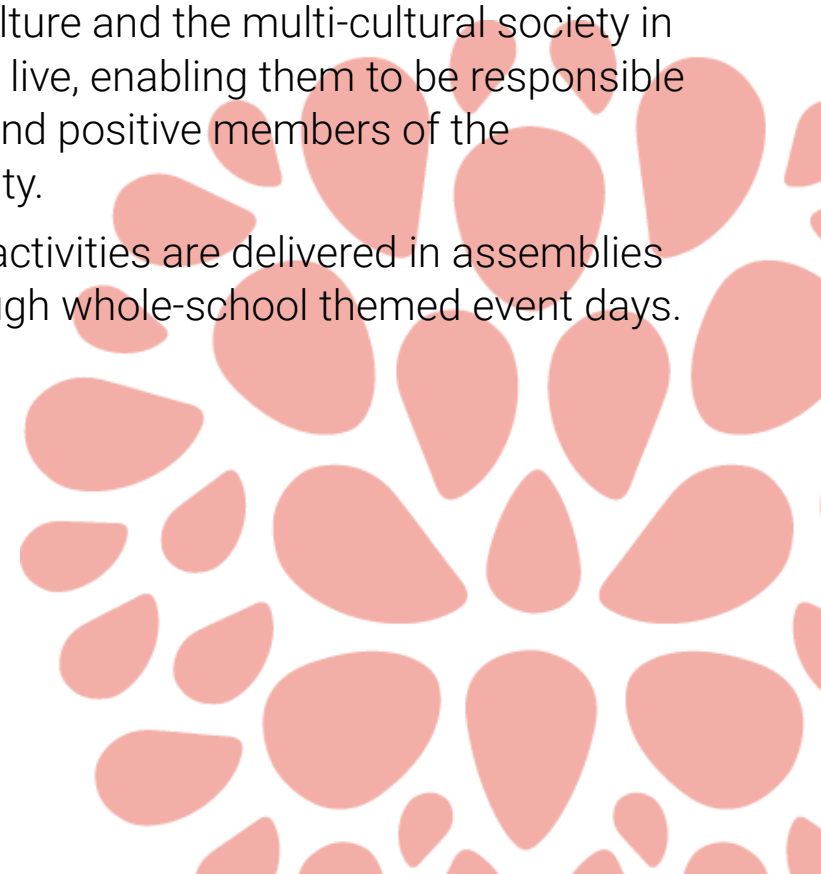 lture and the multi-cultural society in
live, enabling them to be responsible
nd positive members of the
ty.
activities are delivered in assemblies
ugh whole-school themed event days.